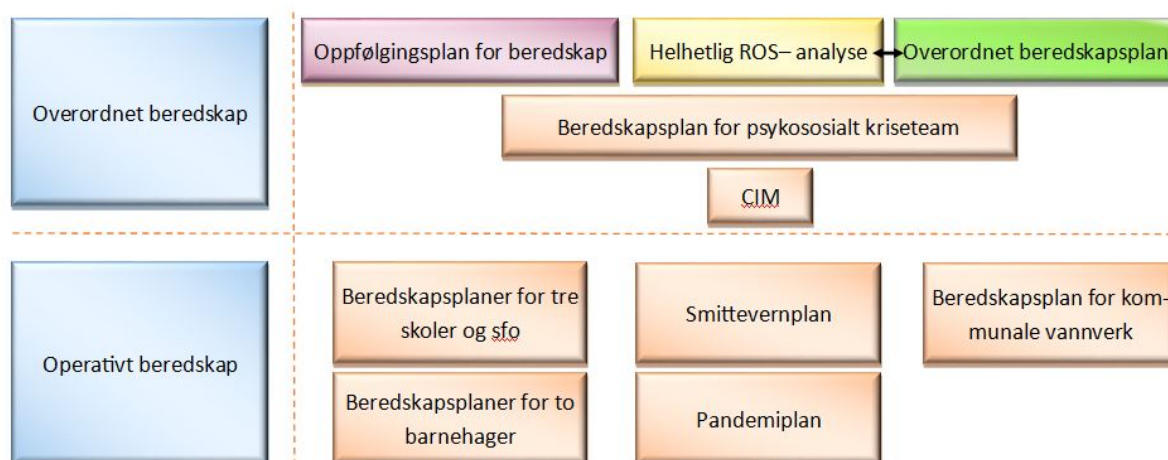 Overordnet beredskap
Oppfølgingsplan for beredskap
Helhetlig ROS– analyse
Overordnet beredskapsplan
Beredskapsplan for psykososialt kriseteam
CIM
Operativt beredskap
Beredskapsplaner for tre
skoler og sfo
Smittevernplan
Beredskapsplan for kom-
munale vannverk
Beredskapsplaner for to
barnehager
Pandemiplan